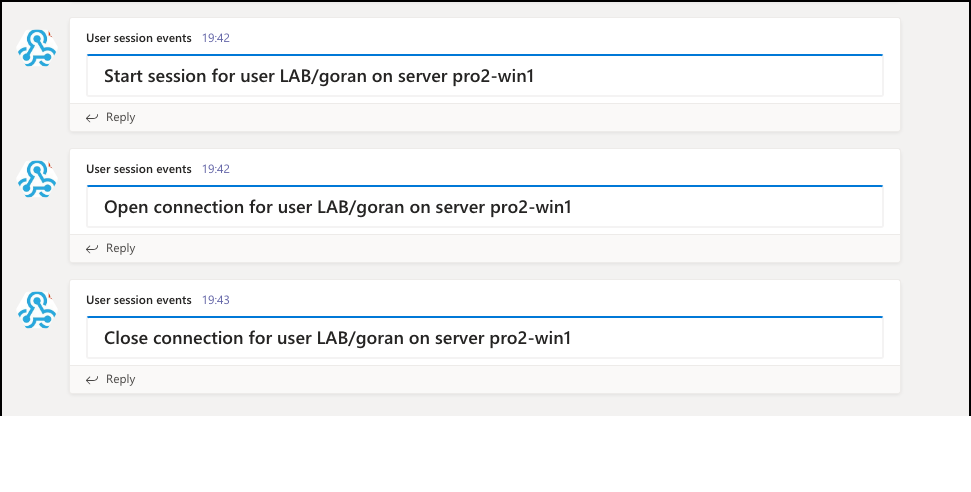 User session events 19:42
Start session for user LAB/goran on server pro2-win1
Reply
User session events 19:42
Open connection for user LAB/goran on server pro2-win1
Reply
User session events 19:43
Close connection for user LAB/goran on server pro2-win1
Reply